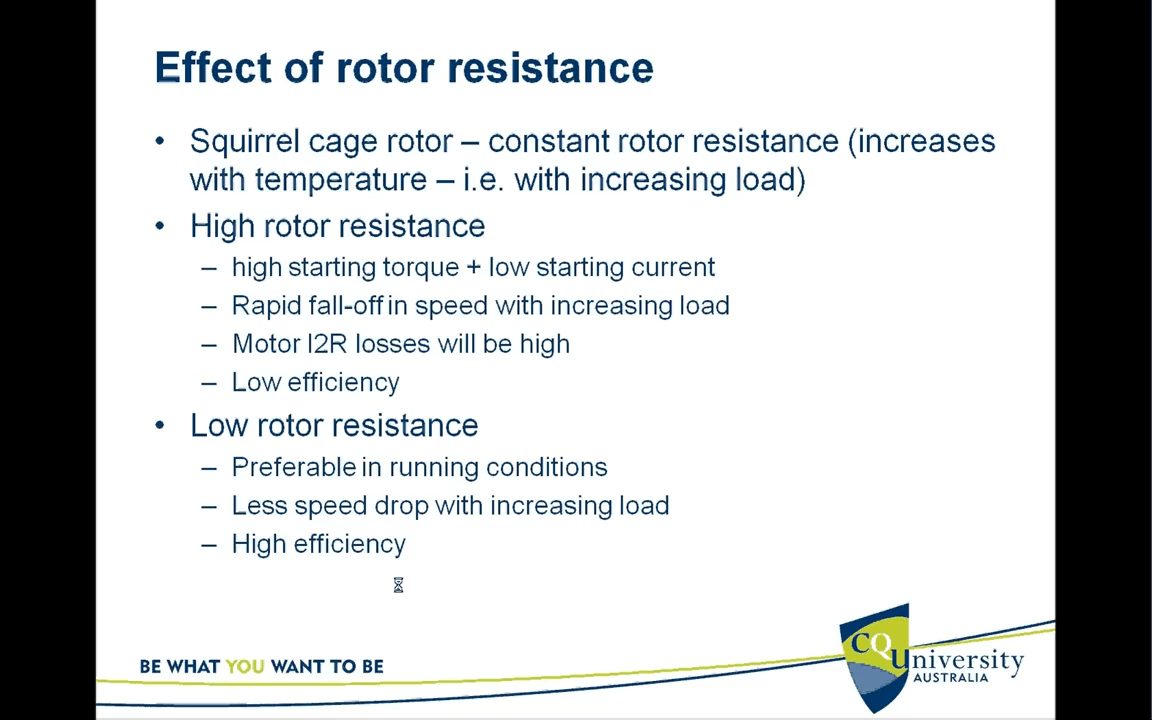 Effect of rotor resistance
• Squirrel cage rotor – constant rotor resistance (increases
with temperature – i.e. with increasing load)
• High rotor resistance
– high starting torque + low starting current
– Rapid fall-off in speed with increasing load
– Motor I2R losses will be high
– Low efficiency
• Low rotor resistance
– Preferable in running conditions
– Less speed drop with increasing load
– High efficiency
BE WHAT YOU WANT TO BE
CQUniversity
AUSTRALIA